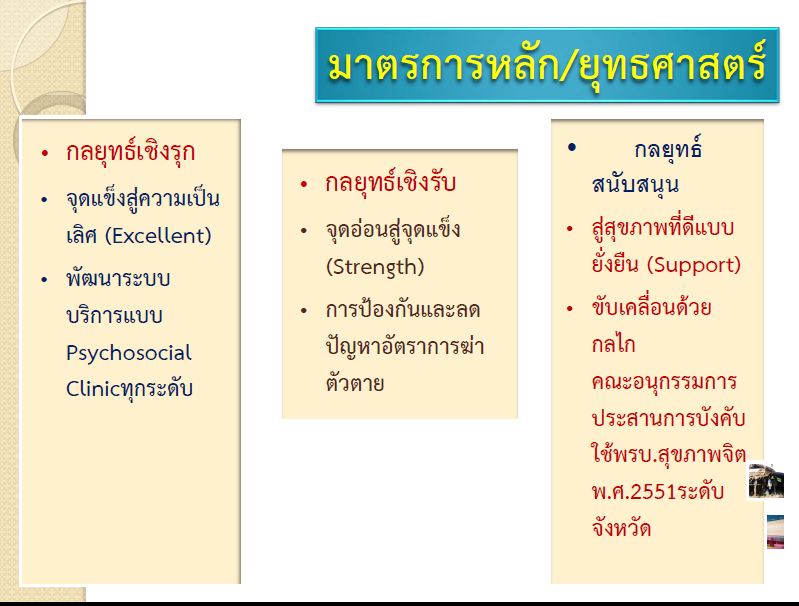 มาตรการหลัก/ยุทธศาสตร์
• กลยุทธ์เชิงรุก
• จุดแข็งสู่ความเป็น
เลิศ (Excellent)
• พัฒนาระบบ
บริการแบบ
Psychosocial
Clinicทุกระดับ
• กลยุทธ์เชิงรับ
• จุดอ่อนสู่จุดแข็ง
(Strength)
• การป้องกันและลด
ปัญหาอัตราการฆ่า
ตัวตาย
• กลยุทธ์
สนับสนุน
• สู่สุขภาพที่ดีแบบ
ยั่งยืน (Support)
• ขับเคลื่อนด้วย
กลไก
คณะอนุกรรมการ
ประสานการบังคับ
ใช้พรบ.สุขภาพจิต
พ.ศ.2551ระดับ
จังหวัด